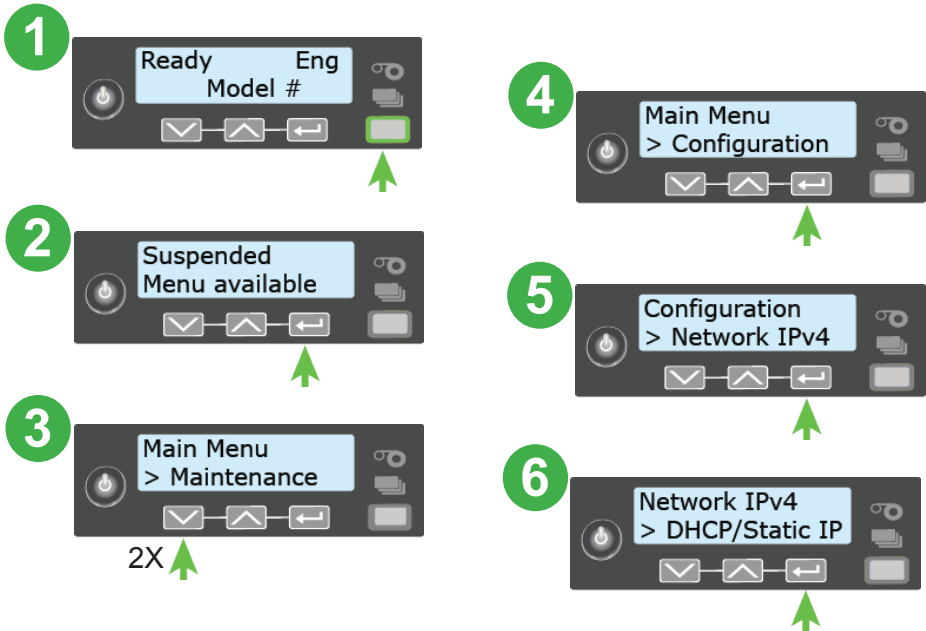 1
Ready Eng
Model #
2
Suspended
Menu available
3
Main Menu
> Maintenance
2X
4
Main Menu
> Configuration
5
Configuration
> Network IPv4
6
Network IPv4
> DHCP/Static IP